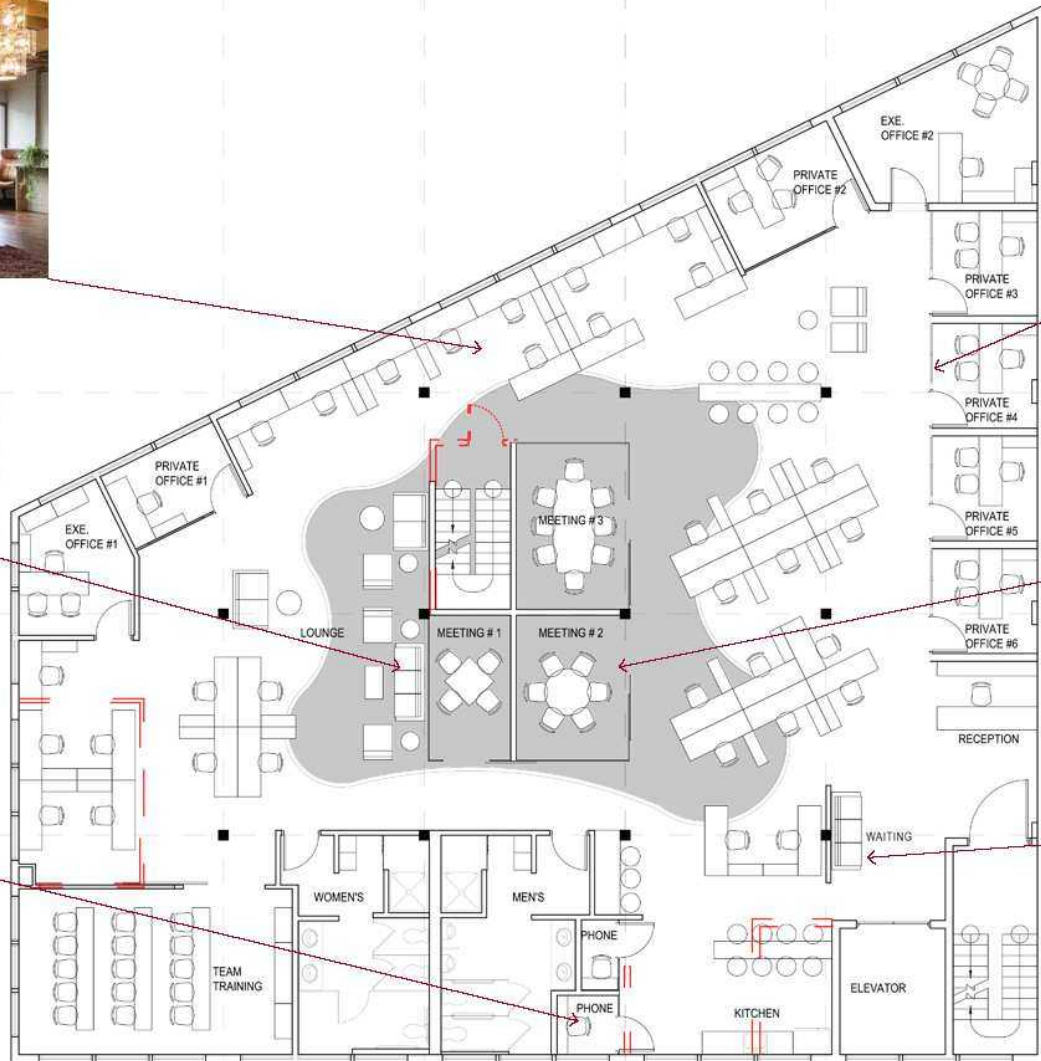 EXE.
OFFICE #2
PRIVATE
OFFICE #2
PRIVATE
OFFICE #3
PRIVATE
OFFICE #4
PRIVATE
OFFICE #1
EXE.
OFFICE #1
MEETING # 3
PRIVATE
OFFICE #5
LOUNGE
MEETING # 1
MEETING # 2
PRIVATE
OFFICE #6
RECEPTION
WAITING
WOMEN'S
MEN'S
PHONE
TEAM
TRAINING
PHONE
KITCHEN
ELEVATOR